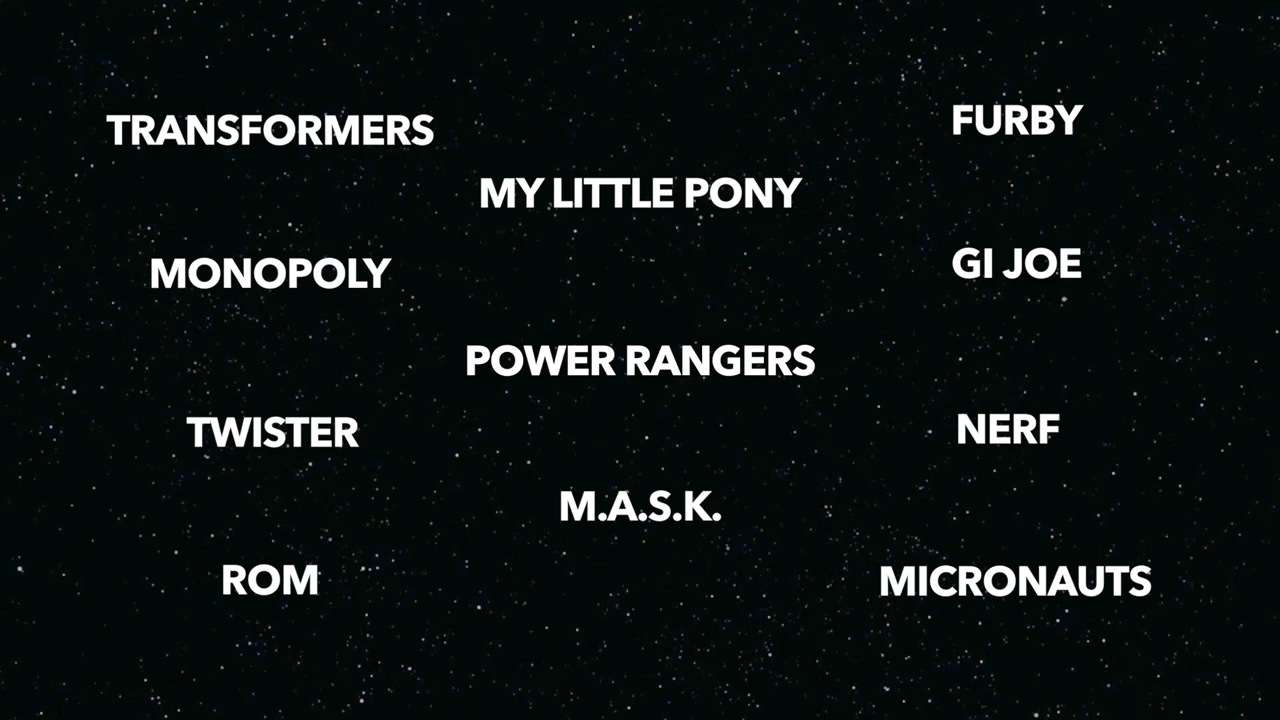 TRANSFORMERS
MONOPOLY
TWISTER
ROM
MY LITTLE PONY
POWER RANGERS
M.A.S.K.
FURBY
GI JOE
NERF
MICRONAUTS